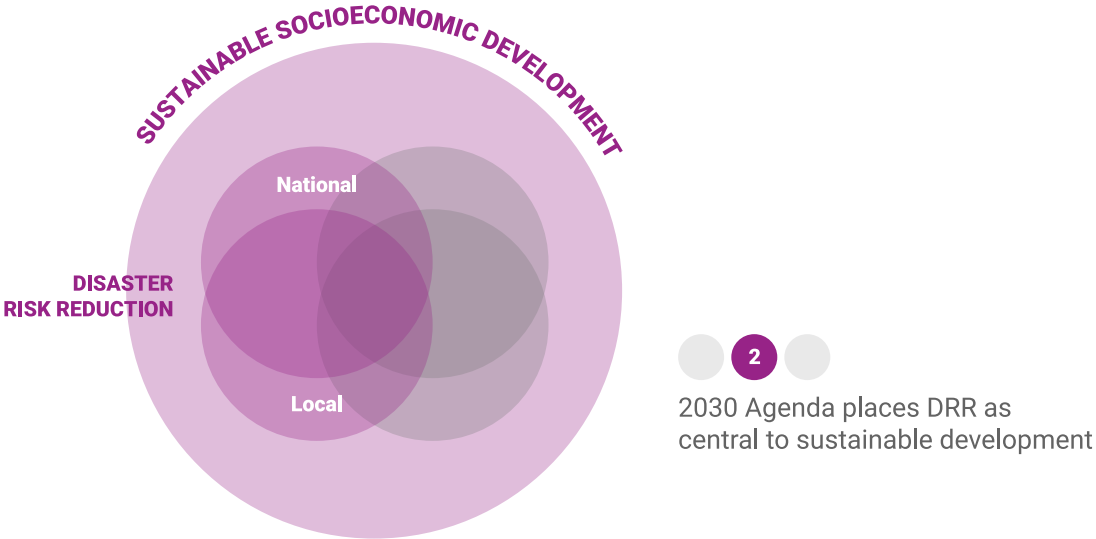 SUSTAINABLE SOCIOECONOMIC DEVELOPMENT
National
DISASTER
RISK REDUCTION
Local
2
2030 Agenda places DRR as
central to sustainable development